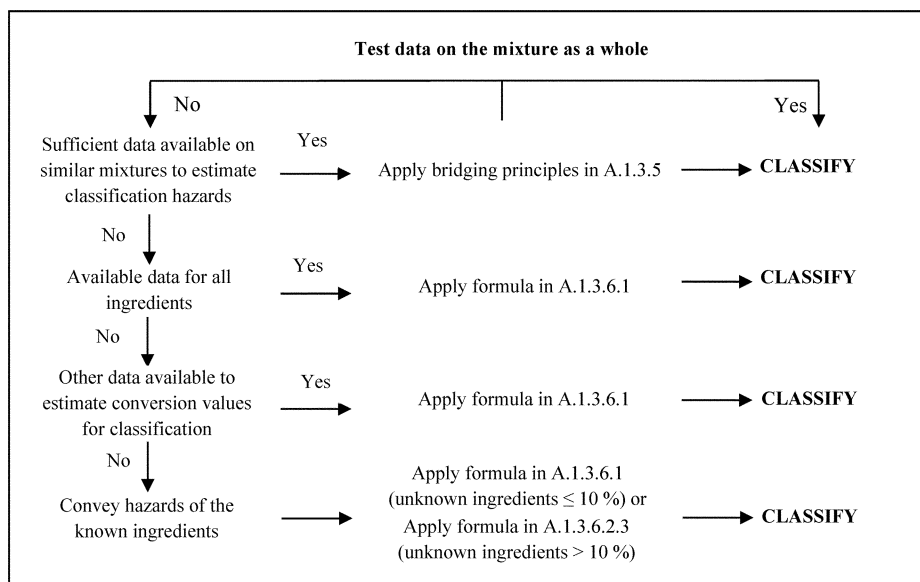 Test data on the mixture as a whole
No
Yes
Sufficient data available on
similar mixtures to estimate
classification hazards
Yes
Apply bridging principles in A.1.3.5
CLASSIFY
No
Available data for all
ingredients
Yes
Apply formula in A.1.3.6.1
CLASSIFY
No
Other data available to
estimate conversion values
for classification
Yes
Apply formula in A.1.3.6.1
CLASSIFY
No
Convey hazards of the
known ingredients
Apply formula in A.1.3.6.1
(unknown ingredients ≤ 10 %) or
Apply formula in A.1.3.6.2.3
(unknown ingredients > 10 %)
CLASSIFY